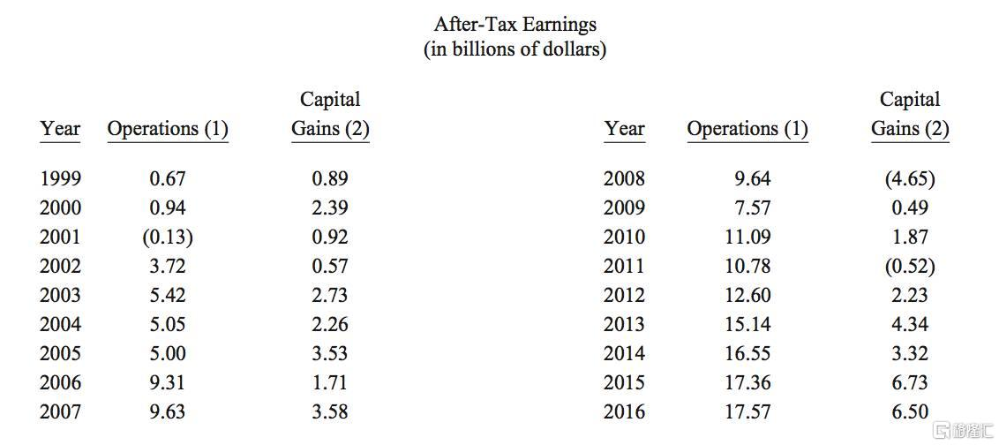 After-Tax Earnings
(in billions of dollars)
Capital Capital
Year Operations (1) Gains (2) Year Operations (1) Gains (2)
1999 0.67 0.89 2008 9.64 (4.65)
2000 0.94 2.39 2009 7.57 0.49
2001 (0.13) 0.92 2010 11.09 1.87
2002 3.72 0.57 2011 10.78 (0.52)
2003 5.42 2.73 2012 12.60 2.23
2004 5.05 2.26 2013 15.14 4.34
2005 5.00 3.53 2014 16.55 3.32
2006 9.31 1.71 2015 17.36 6.73
2007 9.63 3.58 2016 17.57 6.50
格隆汇